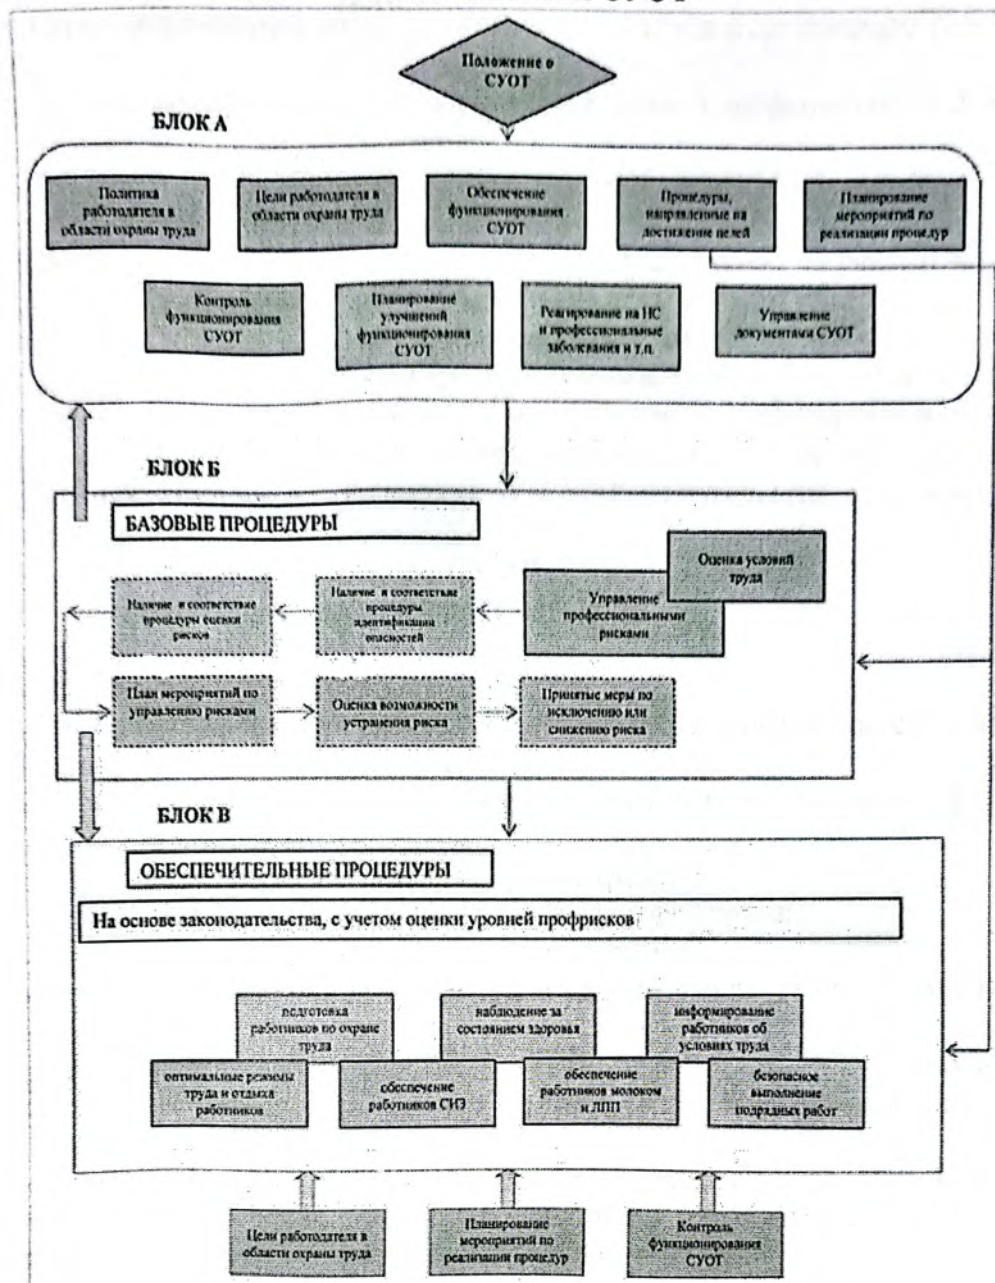 Положение о
СУОТ
БЛОК А
Политика
работодателя в
области охраны труда
Цели работодателя в
области охраны труда
Обеспечение
функционирования
СУОТ
Процедуры,
направленные на
достижение целей
Планирование
мероприятий по
реализации процедур
Контроль
функционирования
СУОТ
Планирование
улучшений
функционирования
СУОТ
Реагирование на НС
и профессиональные
заболевания и т.п.
Управление
документами СУОТ
БЛОК Б
БАЗОВЫЕ ПРОЦЕДУРЫ
Оценка условий
труда
Управление
профессиональными
рисками
Наличие и соответствие
процедуры
идентификации
опасностей
Наличие и соответствие
процедуры оценки
рисков
План мероприятий по
управлению рисками
Оценка возможности
устранения риска
Принятые меры по
исключению или
снижению риска
БЛОК В
ОБЕСПЕЧИТЕЛЬНЫЕ ПРОЦЕДУРЫ
На основе законодательства, с учетом оценки уровней профрисков
подготовка
работников по охране
труда
наблюдение за
состоянием здоровья
информирование
работников об
условиях труда
оптимальные режимы
труда и отдыха
работников
обеспечение
работников СИЗ
обеспечение
работников молоком
и ЛПП
безопасное
выполнение
подрядных работ
Цели работодателя в
области охраны труда
Планирование
мероприятий по
реализации процедур
Контроль
функционирования
СУОТ